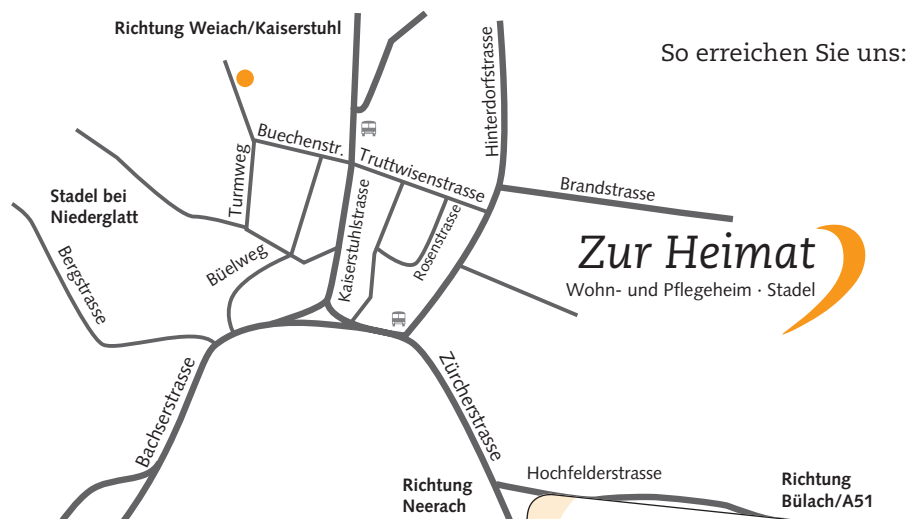 Richtung Weiach/Kaiserstuhl
So erreichen Sie uns:
Hinterdorfstrasse
Buechenstr.
Truttwisenstrasse
Turmweg
Brandstrasse
Stadel bei
Niederglatt
Kaiserstuhlstrasse
Rosenstrasse
Büelweg
Bergstrasse
Zur Heimat
Wohn- und Pflegeheim · Stadel
Bachserstrasse
Zürcherstrasse
Hochfelderstrasse
Richtung
Neerach
Richtung
Bülach/A51